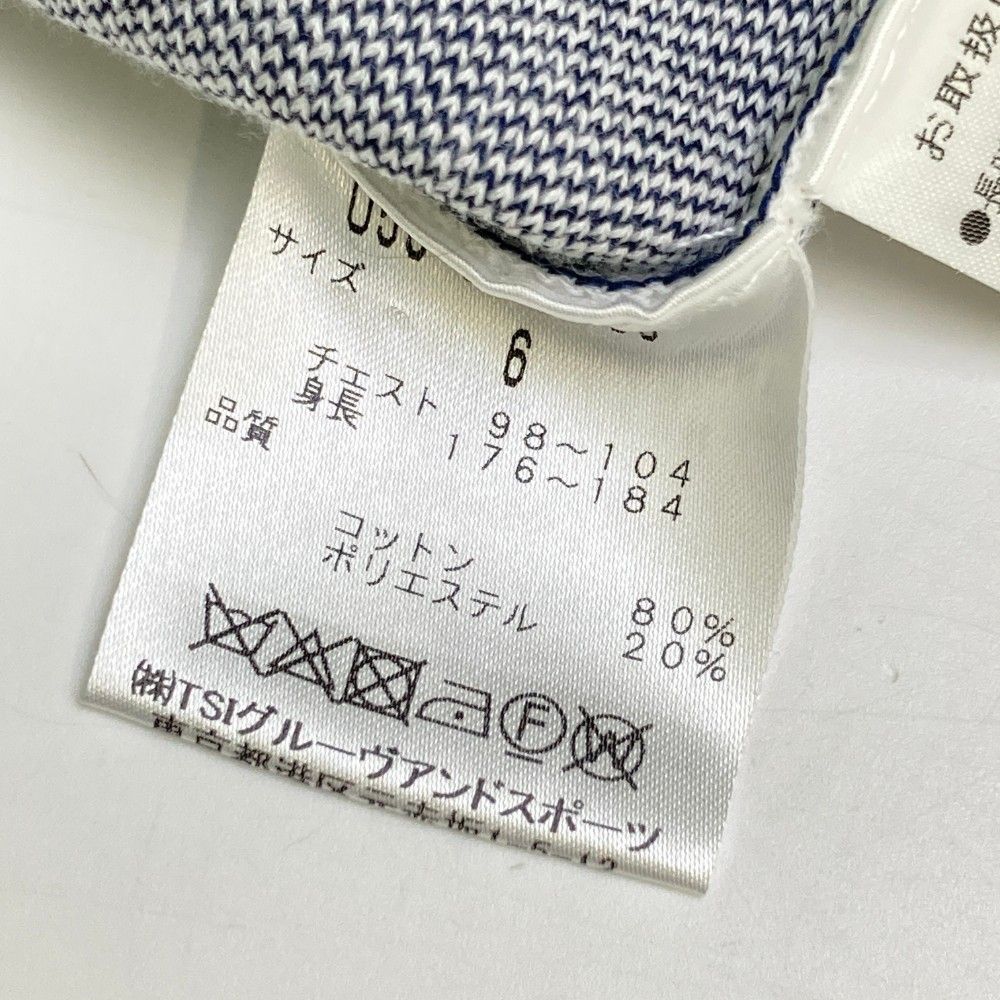 サイズ
6
チェスト 98～104
身長 176～184
品質
コットン 80%
ポリエステル 20%
F
W
㈱TSIグルーヴアンドスポーツ
お取扱